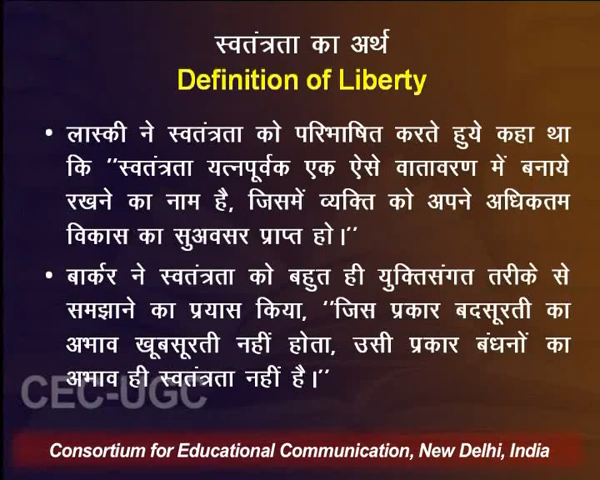 स्वतंत्रता का अर्थ
Definition of Liberty
• लास्की ने स्वतंत्रता को परिभाषित करते हुये कहा था
कि "स्वतंत्रता यत्नपूर्वक एक ऐसे वातावरण में बनाये
रखने का नाम है, जिसमें व्यक्ति को अपने अधिकतम
विकास का सुअवसर प्राप्त हो।"
• बार्कर ने स्वतंत्रता को बहुत ही युक्तिसंगत तरीके से
समझाने का प्रयास किया, "जिस प्रकार बदसूरती का
अभाव खूबसूरती नहीं होता, उसी प्रकार बंधनों का
अभाव ही स्वतंत्रता नहीं है।"
CEC-UGC
Consortium for Educational Communication, New Delhi, India